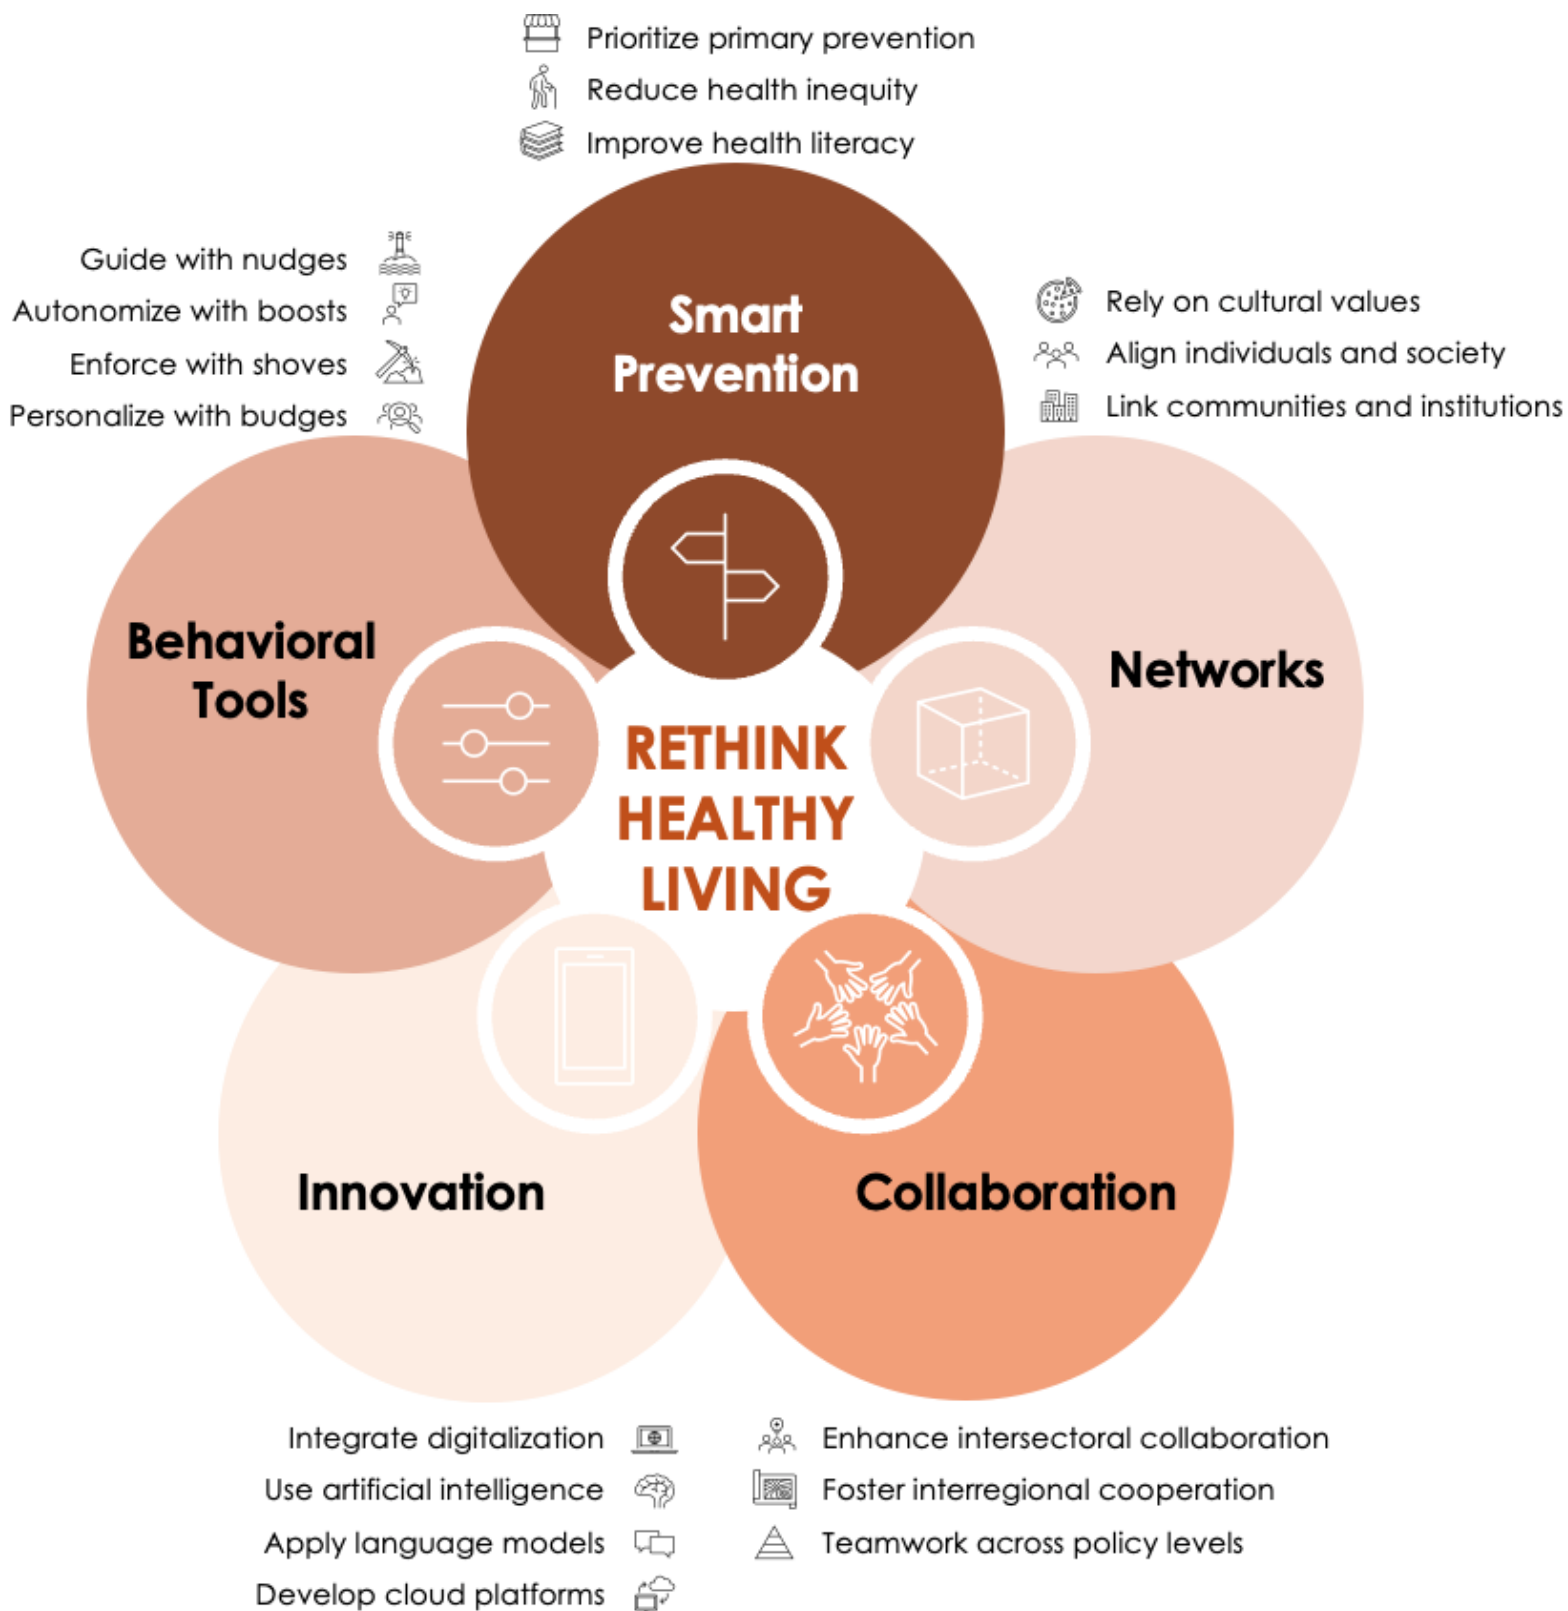 Prioritize primary prevention
Reduce health inequity
Improve health literacy
Guide with nudges
Autonomize with boosts
Enforce with shoves
Personalize with budges
Rely on cultural values
Align individuals and society
Link communities and institutions
Smart
Prevention
Behavioral
Tools
Networks
RETHINK
HEALTHY
LIVING
Innovation
Collaboration
Integrate digitalization
Use artificial intelligence
Apply language models
Develop cloud platforms
Enhance intersectoral collaboration
Foster interregional cooperation
Teamwork across policy levels